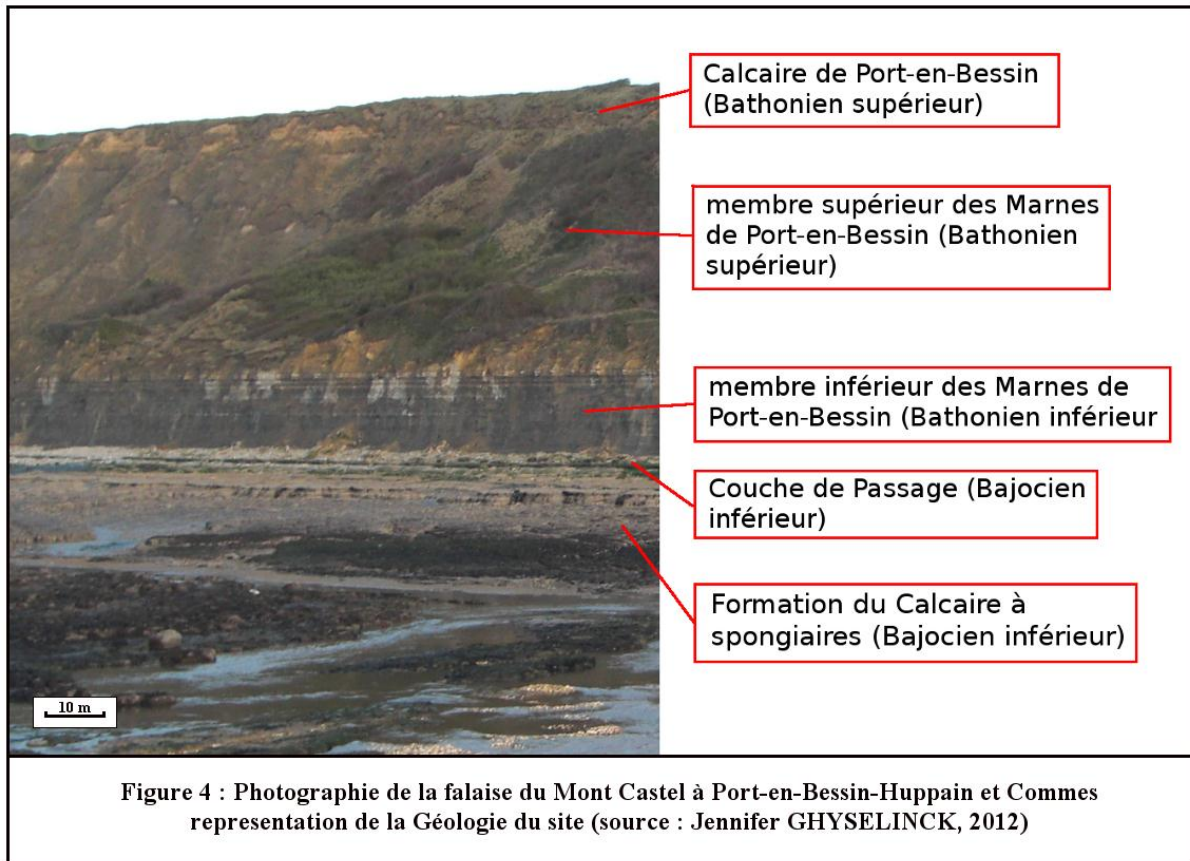 Calcaire de Port-en-Bessin
(Bathonien supérieur)
membre supérieur des Marnes
de Port-en-Bessin (Bathonien
supérieur)
membre inférieur des Marnes de
Port-en-Bessin (Bathonien inférieur
Couche de Passage (Bajocien
inférieur)
Formation du Calcaire à
spongiaires (Bajocien inférieur)
10 m
Figure 4 : Photographie de la falaise du Mont Castel à Port-en-Bessin-Huppain et Commes
representation de la Géologie du site (source : Jennifer GHYSELINCK, 2012)